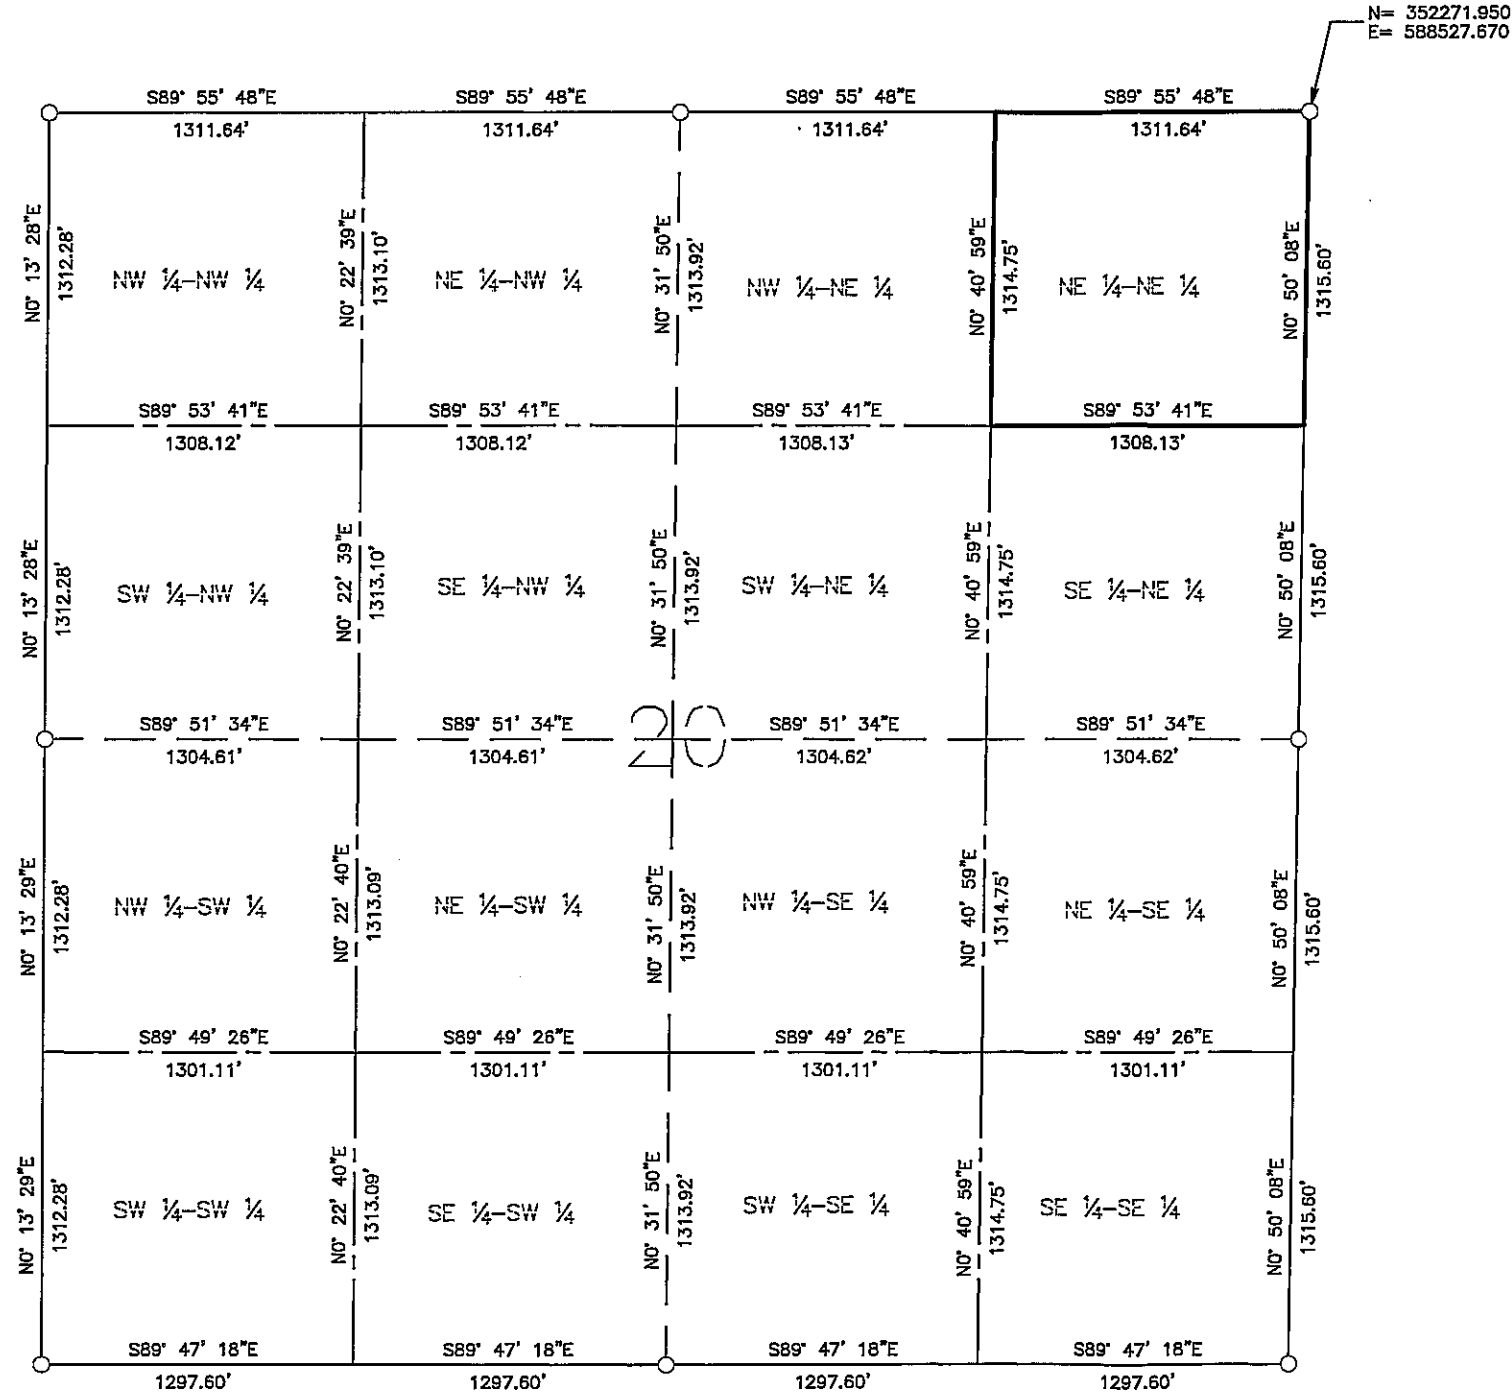 N= 352271.950
E= 588527.670
S89° 55' 48"E
S89° 55' 48"E
S89° 55' 48"E
S89° 55' 48"E
1311.64'
1311.64'
1311.64'
1311.64'
N0° 13' 28"E
1312.28'
NW ¼-NW ¼
N0° 22' 39"E
1313.10'
NE ¼-NW ¼
N0° 31' 50"E
1313.92'
NW ¼-NE ¼
N0° 40' 59"E
1314.75'
NE ¼-NE ¼
N0° 50' 08"E
1315.60'
S89° 53' 41"E
S89° 53' 41"E
S89° 53' 41"E
S89° 53' 41"E
1308.12'
1308.12'
1308.13'
1308.13'
N0° 13' 28"E
1312.28'
SW ¼-NW ¼
N0° 22' 39"E
1313.10'
SE ¼-NW ¼
N0° 31' 50"E
1313.92'
SW ¼-NE ¼
N0° 40' 59"E
1314.75'
SE ¼-NE ¼
N0° 50' 08"E
1315.60'
S89° 51' 34"E
S89° 51' 34"E
20
S89° 51' 34"E
S89° 51' 34"E
1304.61'
1304.61'
1304.62'
1304.62'
N0° 13' 29"E
1312.28'
NW ¼-SW ¼
N0° 22' 40"E
1313.09'
NE ¼-SW ¼
N0° 31' 50"E
1313.92'
NW ¼-SE ¼
N0° 40' 59"E
1314.75'
NE ¼-SE ¼
N0° 50' 08"E
1315.60'
S89° 49' 26"E
S89° 49' 26"E
S89° 49' 26"E
S89° 49' 26"E
1301.11'
1301.11'
1301.11'
1301.11'
N0° 13' 29"E
1312.28'
SW ¼-SW ¼
N0° 22' 40"E
1313.09'
SE ¼-SW ¼
N0° 31' 50"E
1313.92'
SW ¼-SE ¼
N0° 40' 59"E
1314.75'
SE ¼-SE ¼
N0° 50' 08"E
1315.60'
S89° 47' 18"E
S89° 47' 18"E
S89° 47' 18"E
S89° 47' 18"E
1297.60'
1297.60'
1297.60'
1297.60'